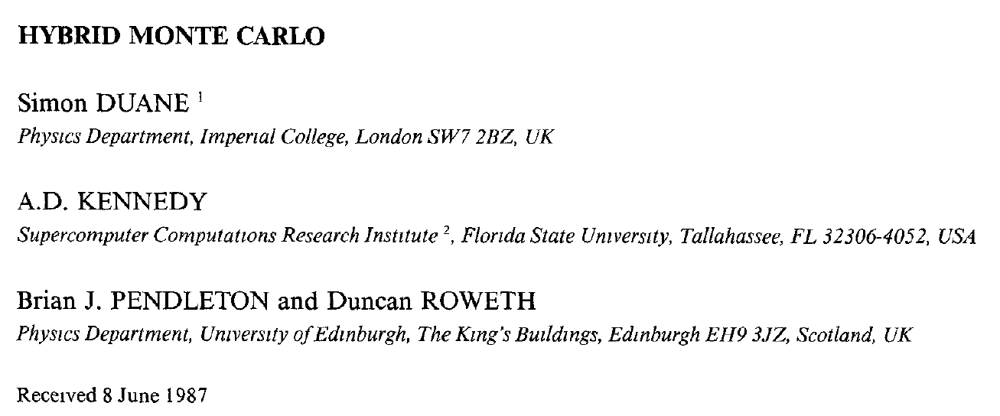 HYBRID MONTE CARLO
Simon DUANE ¹
Physics Department, Imperial College, London SW7 2BZ, UK
A.D. KENNEDY
Supercomputer Computations Research Institute ², Florida State University, Tallahassee, FL 32306-4052, USA
Brian J. PENDLETON and Duncan ROWETH
Physics Department, University of Edinburgh, The King's Buildings, Edinburgh EH9 3JZ, Scotland, UK
Received 8 June 1987